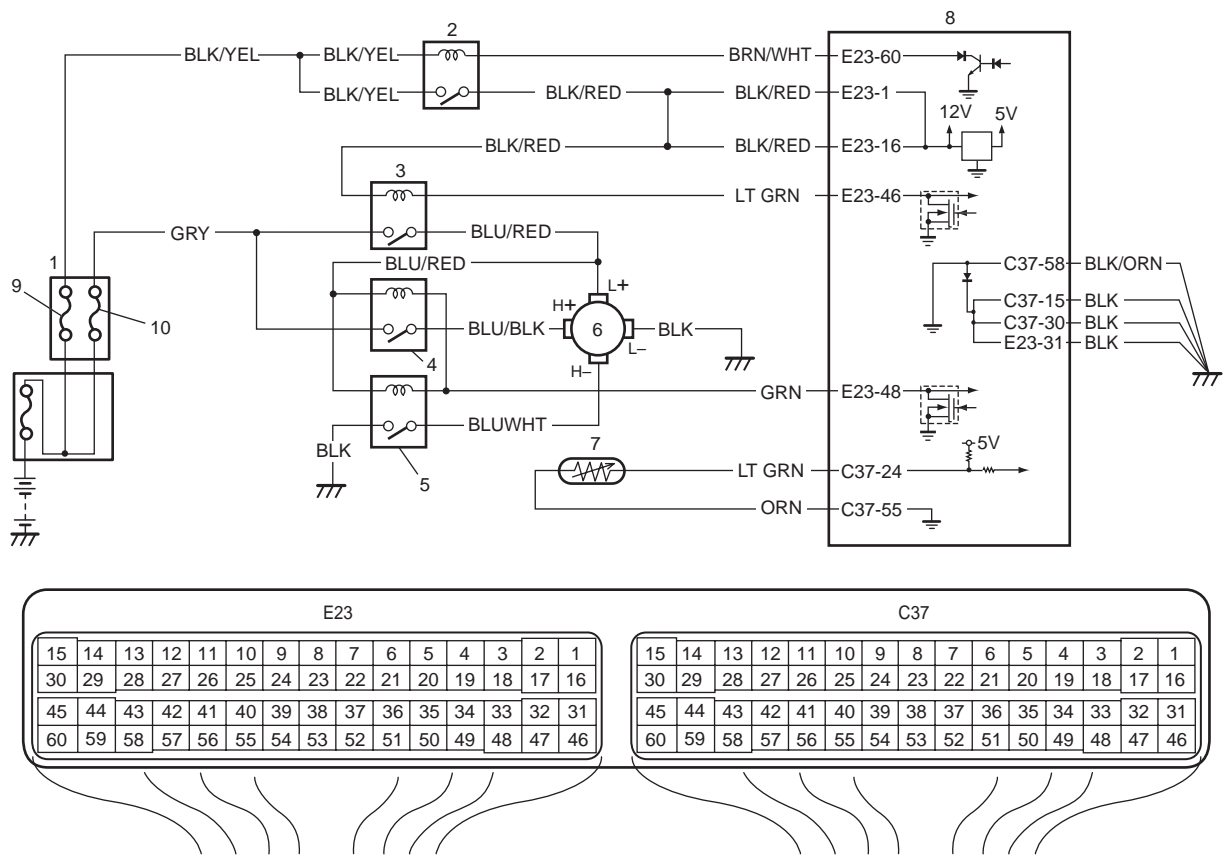 8
2
BLK/YEL BLK/YEL BRN/WHT E23-60
BLK/YEL BLK/RED BLK/RED E23-1
12V 5V
BLK/RED BLK/RED E23-16
3
LT GRN E23-46
GRY BLU/RED
1 BLU/RED C37-58 BLK/ORN
9 10 H+ L+ C37-15 BLK
BLU/BLK 6 BLK C37-30 BLK
4 H– L– E23-31 BLK
GRN E23-48
BLUWHT
BLK 7 5V
5 LT GRN C37-24
ORN C37-55
E23 C37
15 14 13 12 11 10 9 8 7 6 5 4 3 2 1 15 14 13 12 11 10 9 8 7 6 5 4 3 2 1
30 29 28 27 26 25 24 23 22 21 20 19 18 17 16 30 29 28 27 26 25 24 23 22 21 20 19 18 17 16
45 44 43 42 41 40 39 38 37 36 35 34 33 32 31 45 44 43 42 41 40 39 38 37 36 35 34 33 32 31
60 59 58 57 56 55 54 53 52 51 50 49 48 47 46 60 59 58 57 56 55 54 53 52 51 50 49 48 47 46